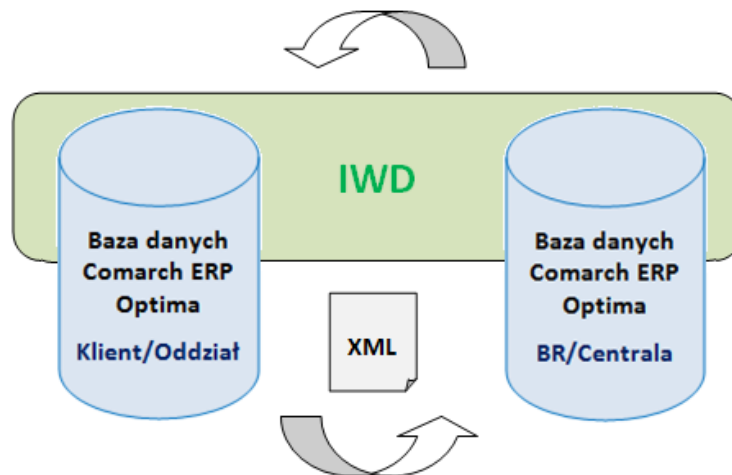 IWD
Baza danych
Comarch ERP
Optima
Klient/Oddział
XML
Baza danych
Comarch ERP
Optima
BR/Centrala